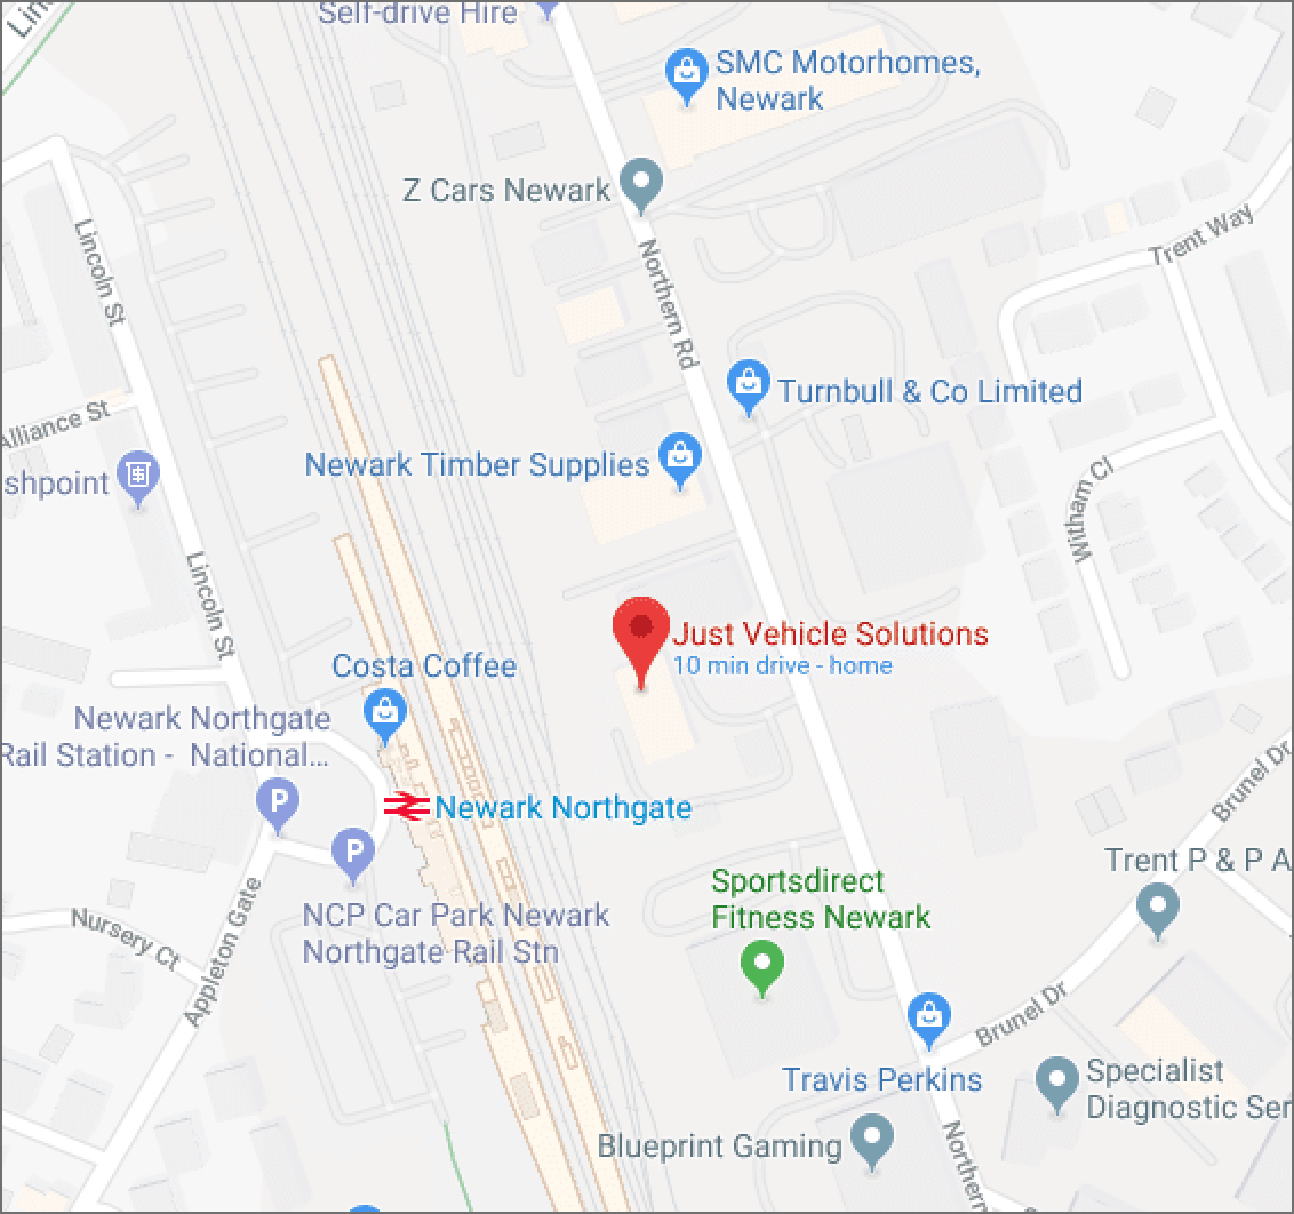 Self-drive Hire
SMC Motorhomes,
Newark
Z Cars Newark
Lincoln St
Northern Rd
Trent Way
Turnbull & Co Limited
Alliance St
Newark Timber Supplies
shpoint
Witham Cl
Lincoln St
Just Vehicle Solutions
10 min drive - home
Costa Coffee
Newark Northgate
Rail Station - National...
P
Newark Northgate
Brunel Dr
P
Trent P & P A
Sportsdirect
Fitness Newark
NCP Car Park Newark
Northgate Rail Stn
Nursery Ct
Appleton Gate
Brunel Dr
Travis Perkins
Specialist
Diagnostic Ser
Blueprint Gaming
Northern